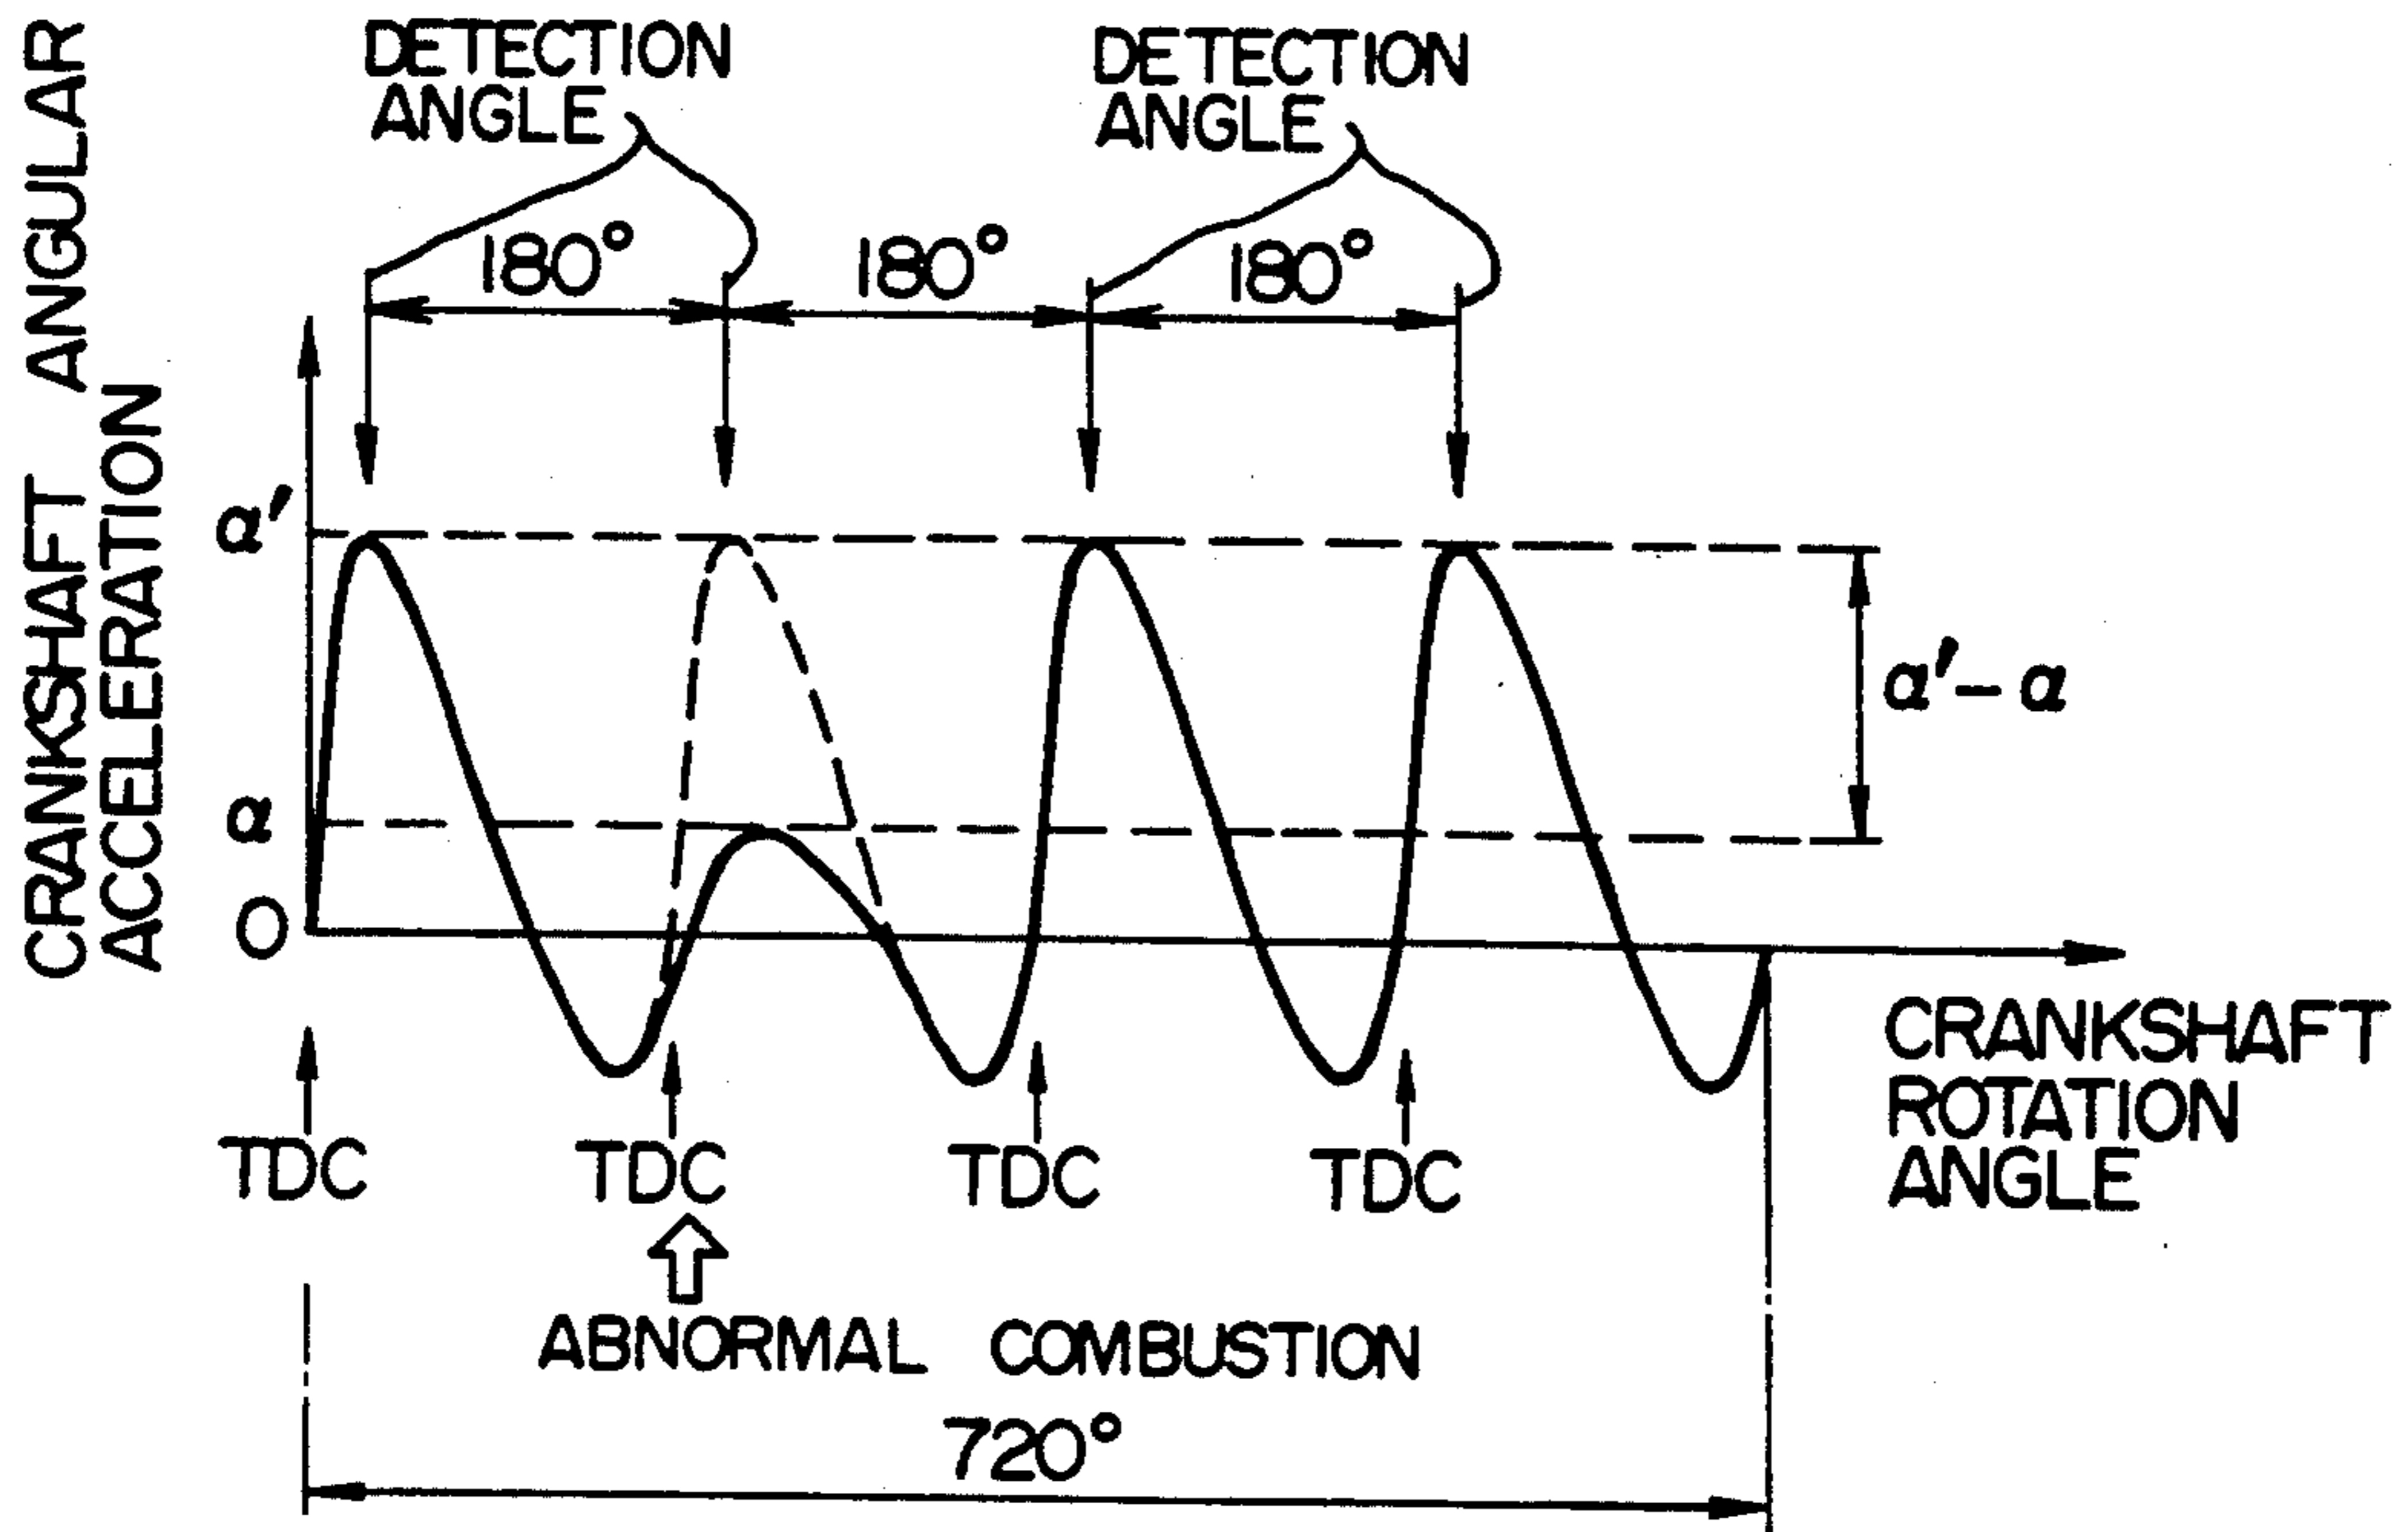 CRANKSHAFT ANGULAR
ACCELERATION
DETECTION
ANGLE
DETECTION
ANGLE
180°
180°
180°
α'
α
O
α'-α
CRANKSHAFT
ROTATION
ANGLE
TDC
TDC
TDC
TDC
ABNORMAL COMBUSTION
720°